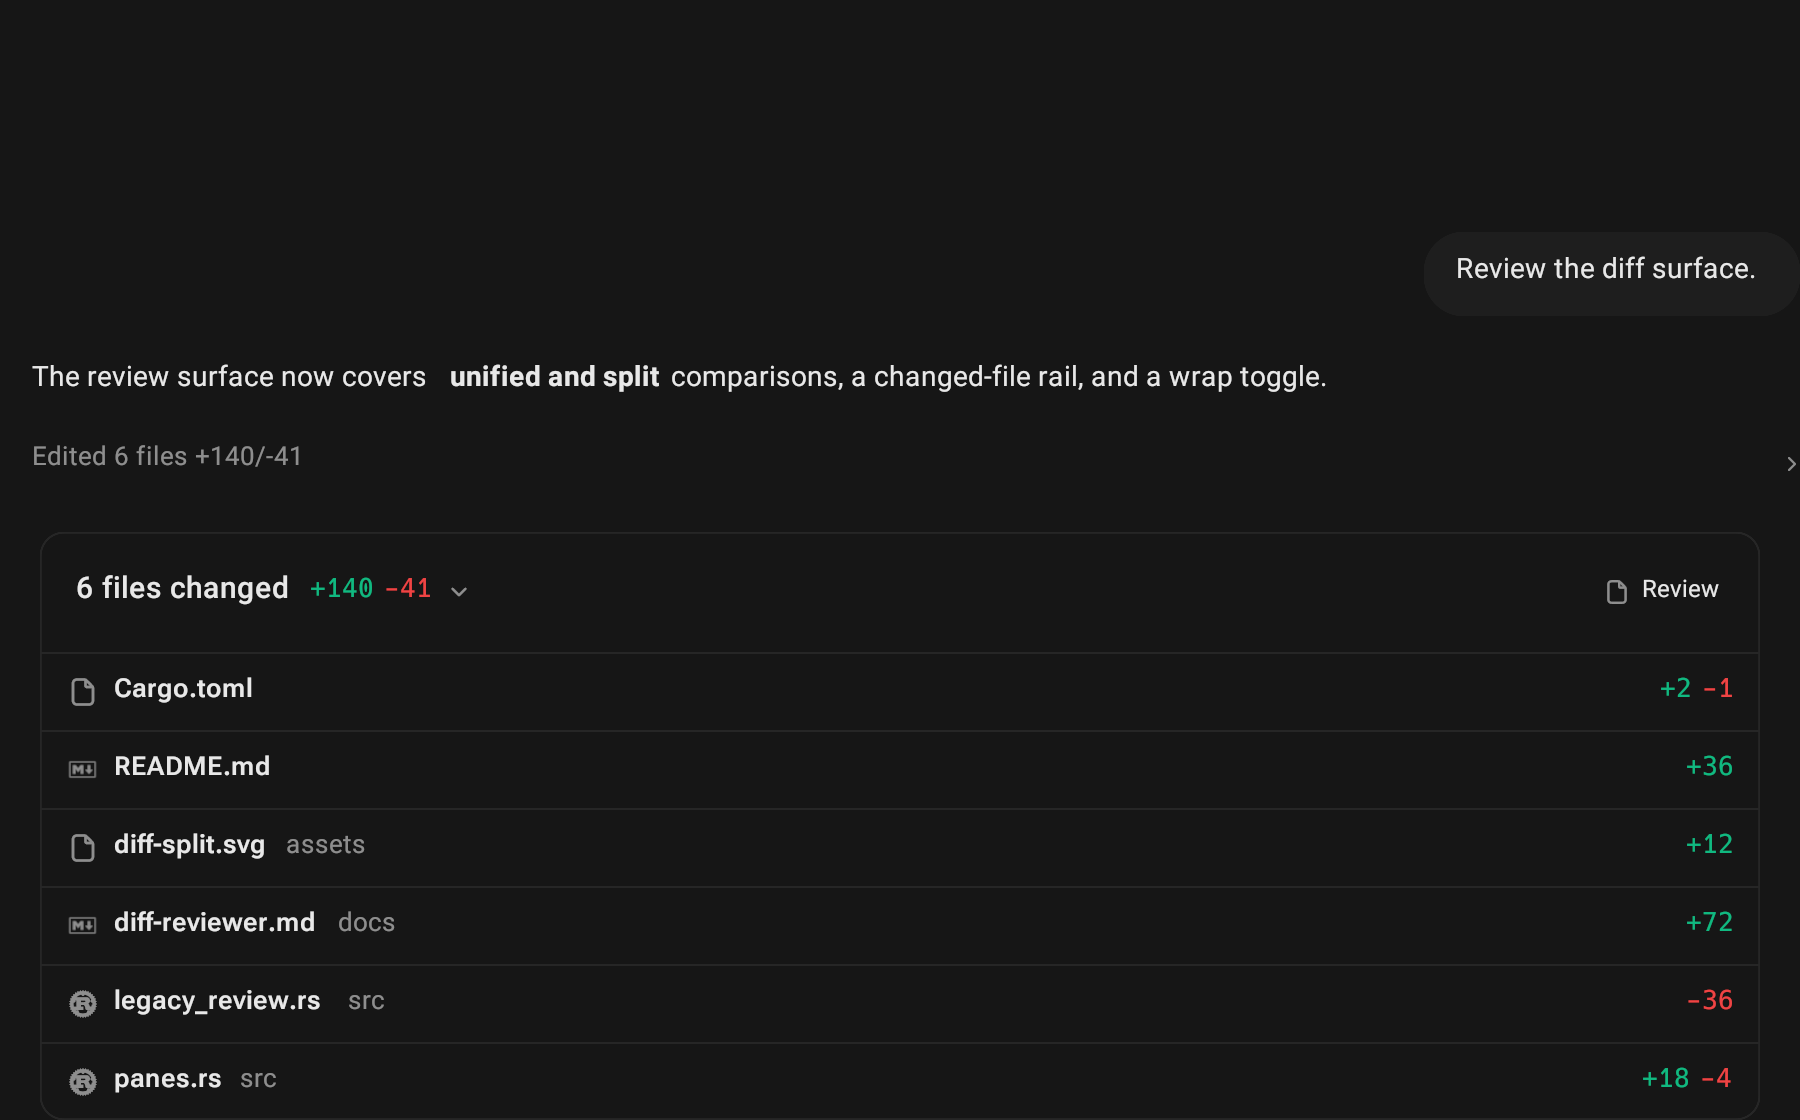 Review the diff surface.
The review surface now covers unified and split comparisons, a changed-file rail, and a wrap toggle.
Edited 6 files +140/-41
6 files changed +140 -41 Review
Cargo.toml +2 -1
README.md +36
diff-split.svg assets +12
diff-reviewer.md docs +72
legacy_review.rs src -36
panes.rs src +18 -4